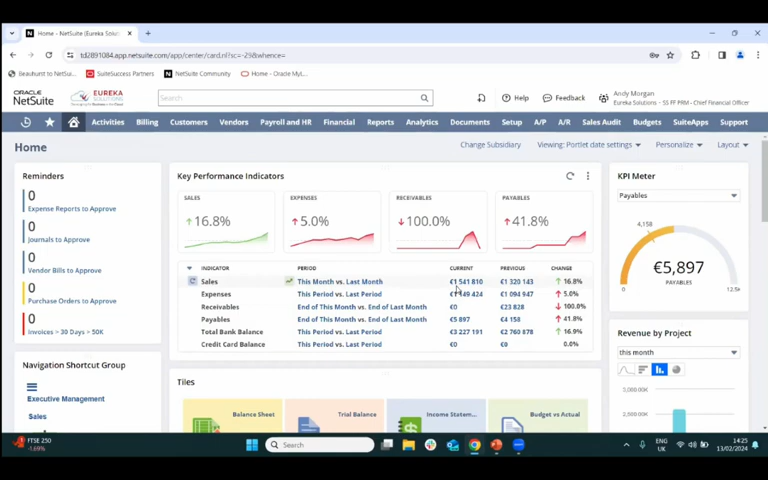 Home - NetSuite (Eureka Solut
td2891084.app.netsuite.com/app/center/card.nl?sc=-29&whence=
Beauhurst to NetSui... SuiteSuccess Partners NetSuite Community Home - Oracle MyL...
ORACLE
NetSuite
EUREKA
SOLUTIONS
Search
Help
Feedback
Andy Morgan
Eureka Solutions - SS FF PRM - Chief Financial Officer
Activities Billing Customers Vendors Payroll and HR Financial Reports Analytics Documents Setup A/P A/R Sales Audit Budgets SuiteApps Support
Home
Change Subsidiary Viewing: Portlet date settings Personalize Layout
Reminders
0
Expense Reports to Approve
0
Journals to Approve
0
Vendor Bills to Approve
0
Purchase Orders to Approve
0
Invoices > 30 Days > 50K
Navigation Shortcut Group
Executive Management
Sales
Key Performance Indicators
SALES
16.8%
EXPENSES
5.0%
RECEIVABLES
100.0%
PAYABLES
41.8%
INDICATOR PERIOD CURRENT PREVIOUS CHANGE
Sales This Month vs. Last Month €1 541 810 €1 320 143 16.8%
Expenses This Period vs. Last Period €1 149 424 €1 094 947 5.0%
Receivables End of This Month vs. End of Last Month €0 €23 828 100.0%
Payables End of This Month vs. End of Last Month €5 897 €4 158 41.8%
Total Bank Balance This Period vs. Last Period €3 227 191 €2 760 878 16.9%
Credit Card Balance This Period vs. Last Period €0 €0 0.0%
Tiles
Balance Sheet
Trial Balance
Income Statem...
Budget vs Actual
KPI Meter
Payables
4,158
€5,897
PAYABLES
0
12.5k
Revenue by Project
this month
3,000.00K
2,000.00K
FTSE 250
-1.69%
Search
ENG
UK
14:25
13/02/2024